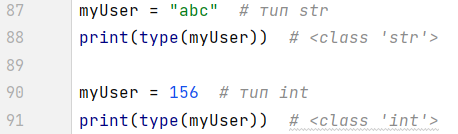 87 myUser = "abc"  # тип str
88 print(type(myUser))  # <class 'str'>
89
90 myUser = 156  # тип int
91 print(type(myUser))  # <class 'int'>